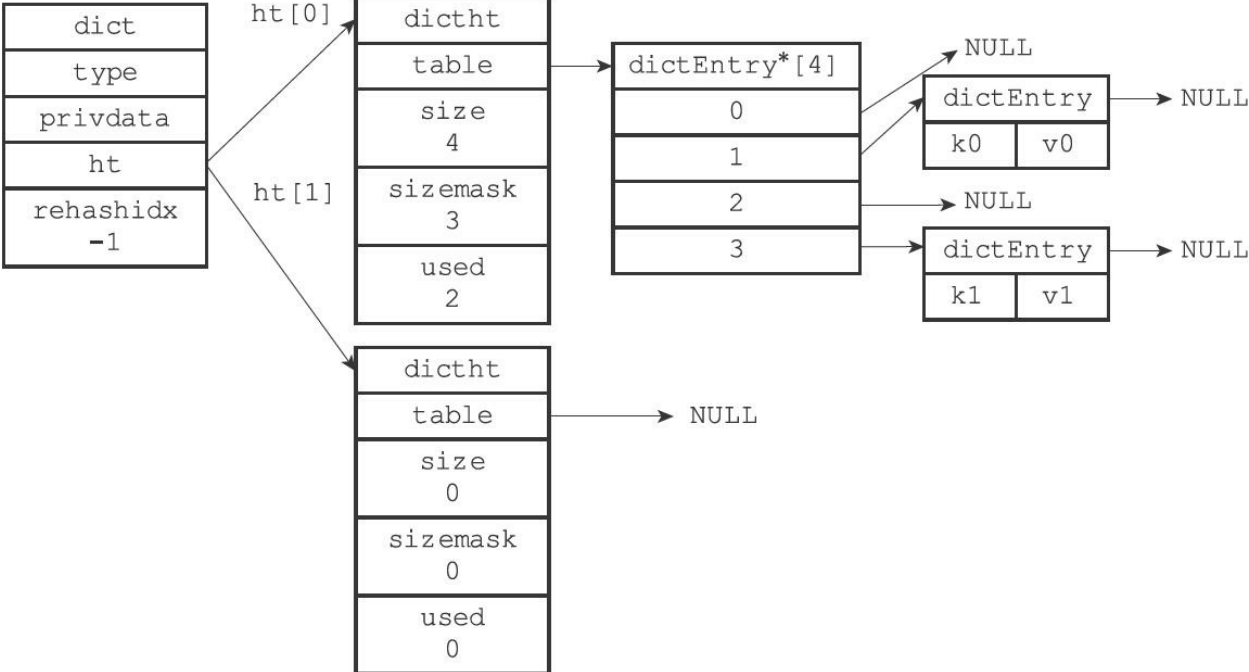 dict
type
privdata
ht
rehashidx
-1
ht[0]
ht[1]
dictht
table
size
4
sizemask
3
used
2
dictEntry*[4]
0
1
2
3
NULL
dictEntry
k0 v0
NULL
NULL
dictEntry
k1 v1
NULL
dictht
table
NULL
size
0
sizemask
0
used
0